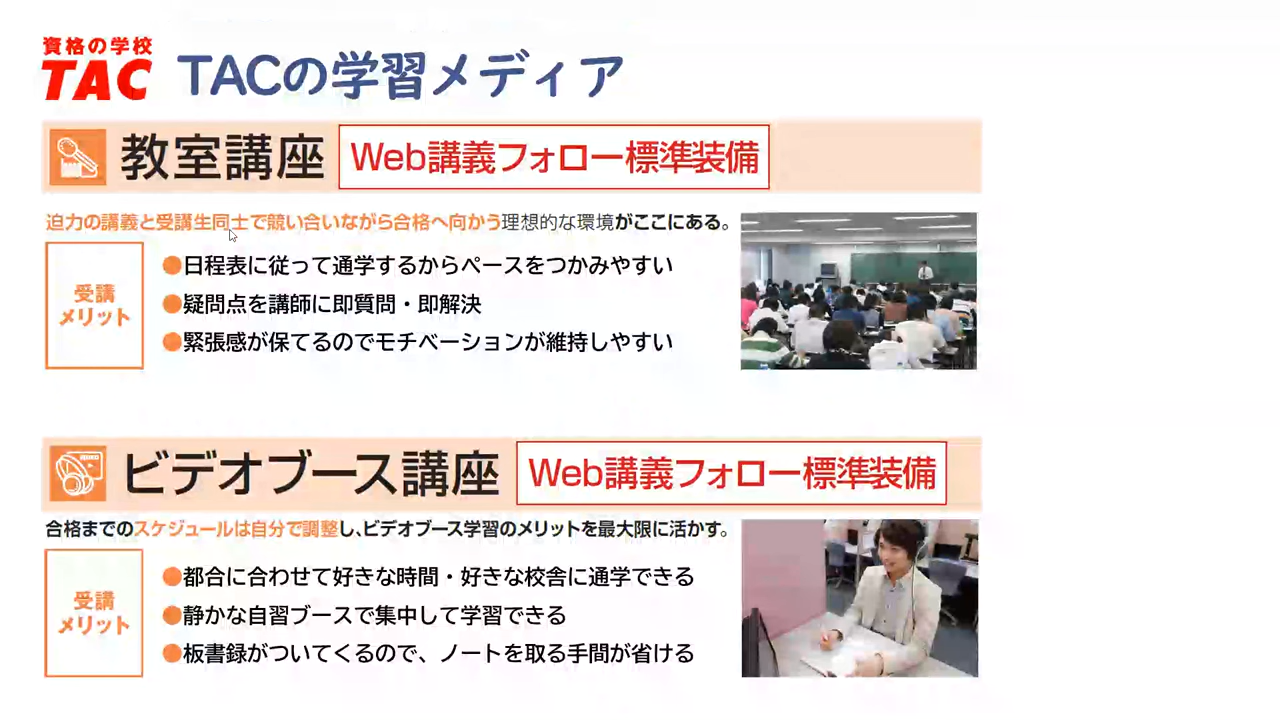 資格の学校
TAC
TACの学習メディア
教室講座
Web講義フォロー標準装備
迫力の講義と受講生同士で競い合いながら合格へ向かう理想的な環境がここにある。
受講
メリット
●日程表に従って通学するからペースをつかみやすい
●疑問点を講師に即質問・即解決
●緊張感が保てるのでモチベーションが維持しやすい
ビデオブース講座
Web講義フォロー標準装備
合格までのスケジュールは自分で調整し、ビデオブース学習のメリットを最大限に活かす。
受講
メリット
●都合に合わせて好きな時間・好きな校舎に通学できる
●静かな自習ブースで集中して学習できる
●板書録がついてくるので、ノートを取る手間が省ける